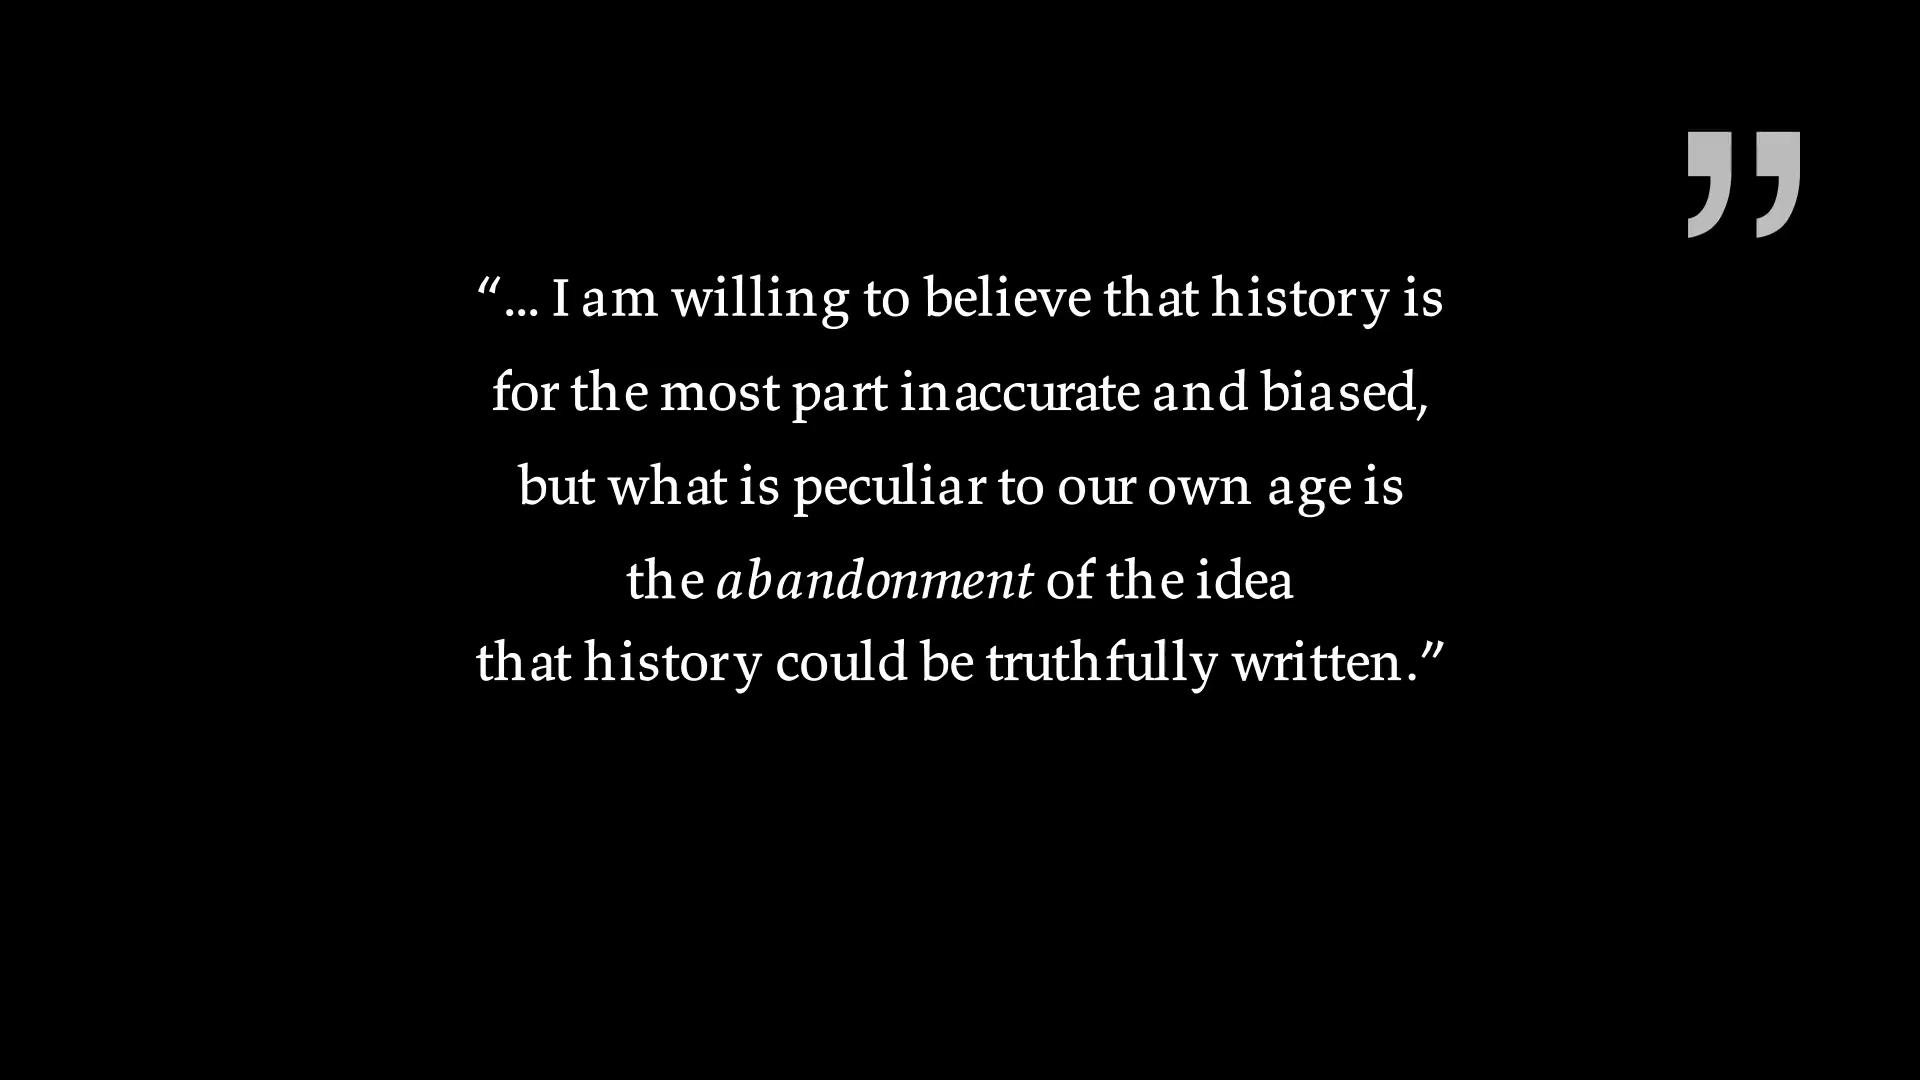 ”
“... I am willing to believe that history is
for the most part inaccurate and biased,
but what is peculiar to our own age is
the abandonment of the idea
that history could be truthfully written.”